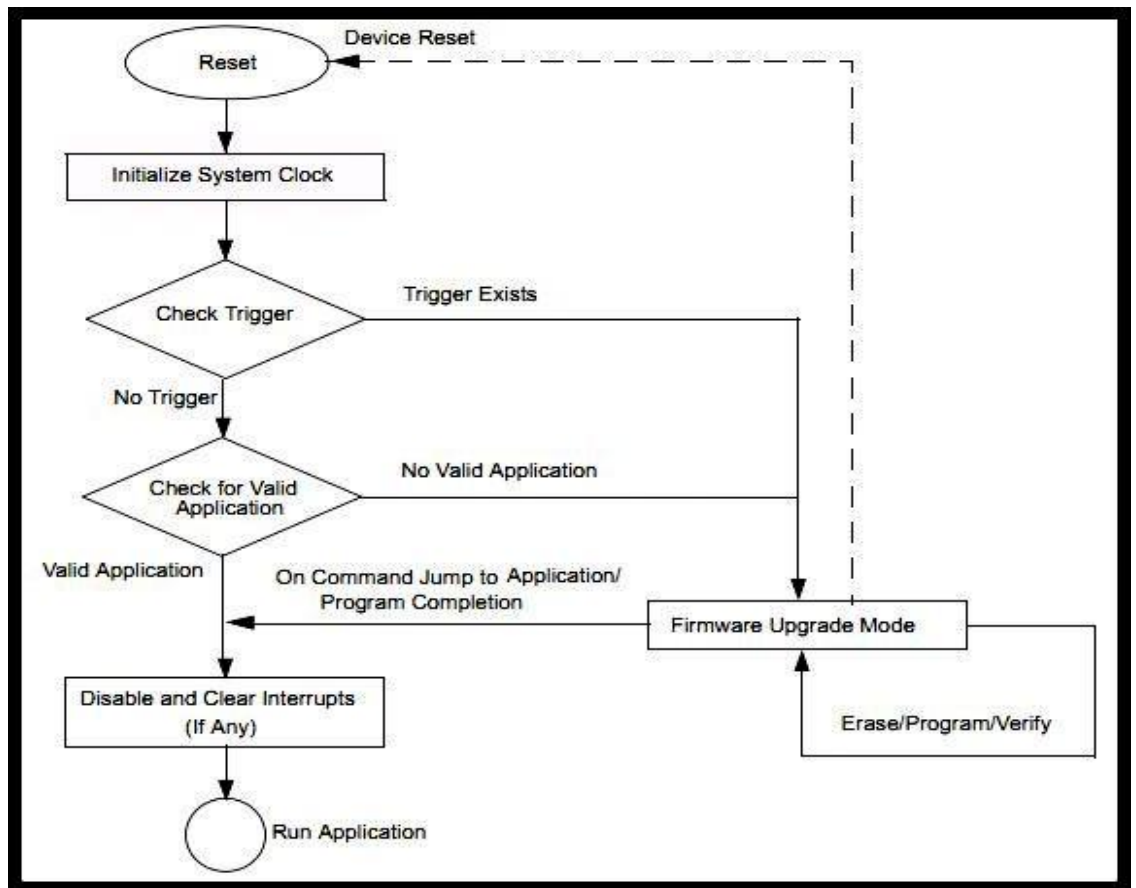 Device Reset
Reset
Initialize System Clock
Check Trigger
Trigger Exists
No Trigger
Check for Valid
Application
No Valid Application
Valid Application
On Command Jump to Application/
Program Completion
Firmware Upgrade Mode
Disable and Clear Interrupts
(If Any)
Erase/Program/Verify
Run Application